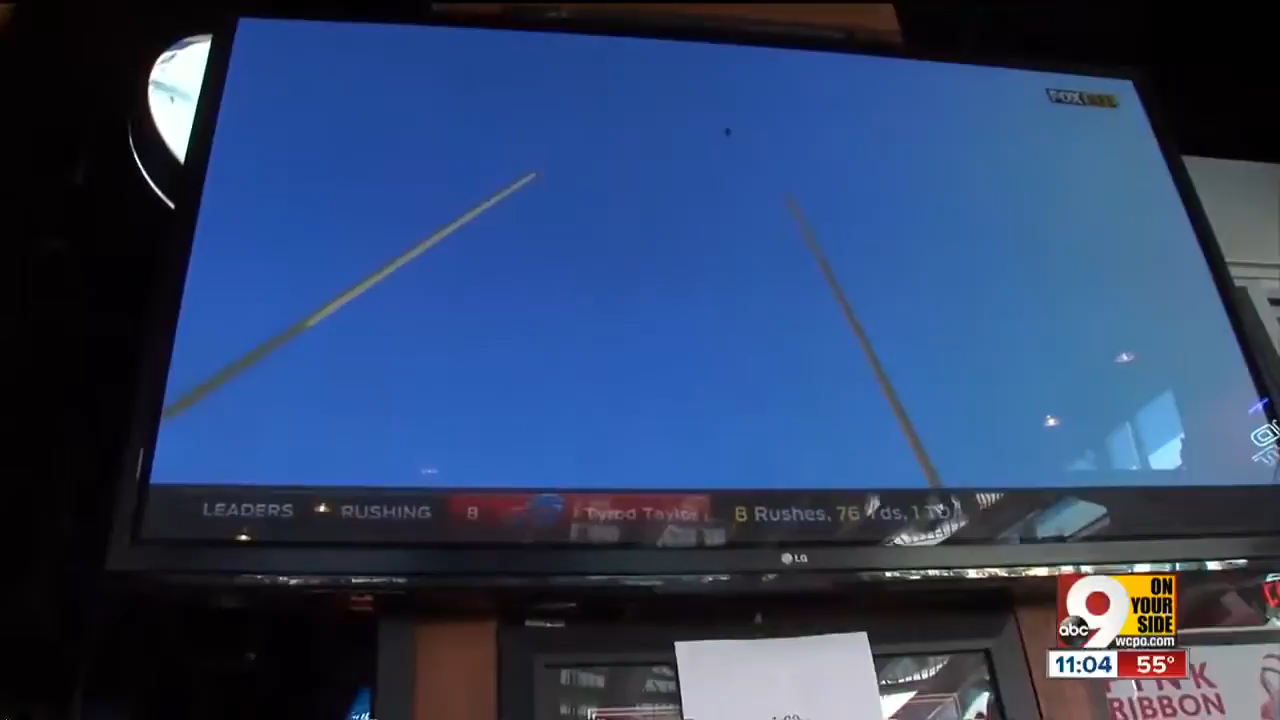 FOX
LEADERS RUSHING 8 Tyrod Taylor 8 Rushes, 76 Yds, 1 TD
LG
abc 9 ON YOUR SIDE
wcpo.com
11:04 55°
PINK
RIBBON